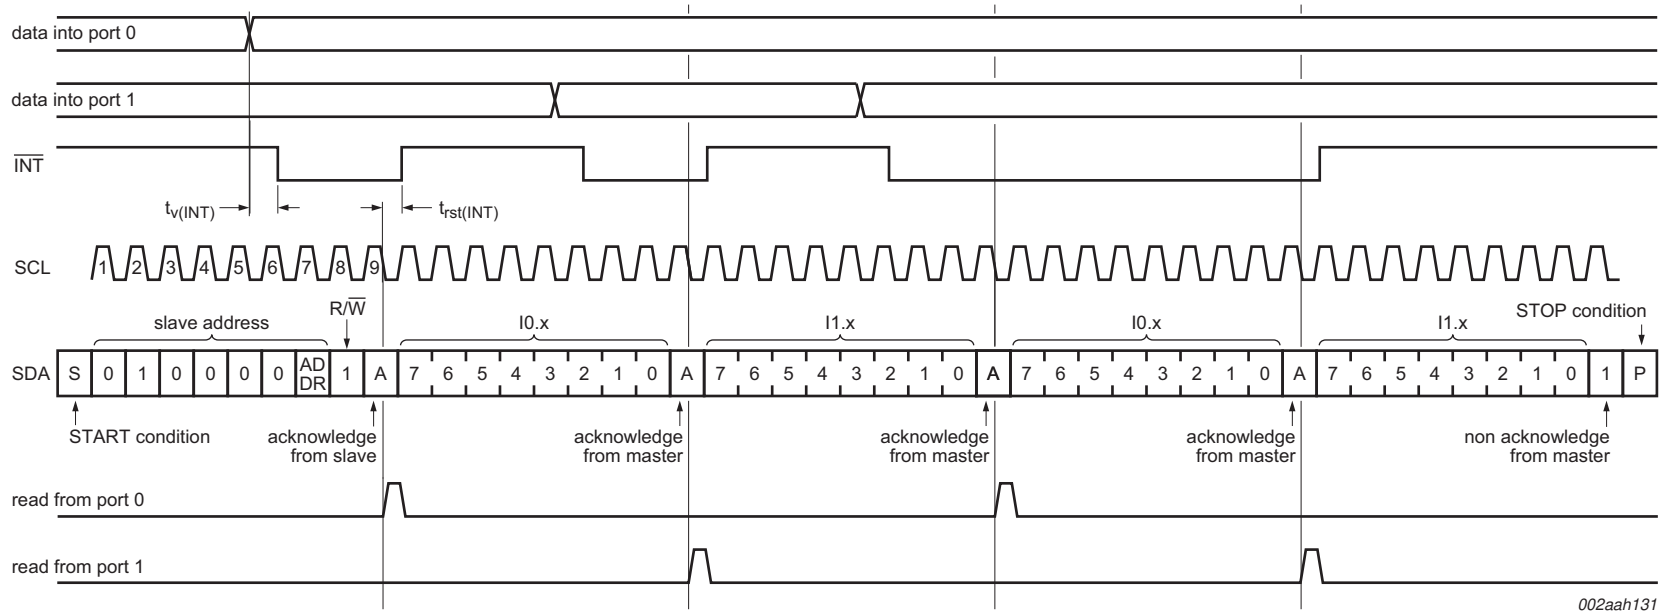 data into port 0
data into port 1
INT
tv(INT)
trst(INT)
SCL
1 2 3 4 5 6 7 8 9
R/W
STOP condition
slave address
I0.x
I1.x
I0.x
I1.x
SDA
S 0 1 0 0 0 0 AD DR 1 A 7 6 5 4 3 2 1 0 A 7 6 5 4 3 2 1 0 A 7 6 5 4 3 2 1 0 A 7 6 5 4 3 2 1 0 1 P
START condition
acknowledge
from slave
acknowledge
from master
acknowledge
from master
acknowledge
from master
non acknowledge
from master
read from port 0
read from port 1
002aah131